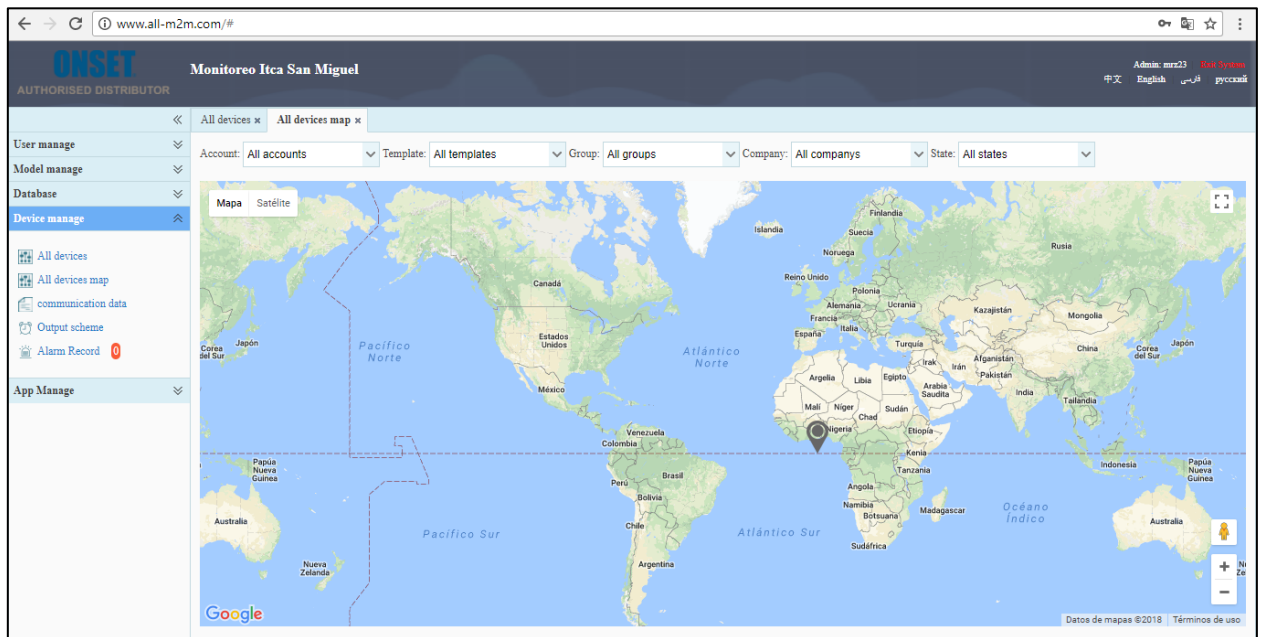 www.all-m2m.com/#
ONSET
AUTHORISED DISTRIBUTOR
Monitoreo Itca San Miguel
Admin: mrz23 Exit System
中文 English فارسی русский
All devices × All devices map ×
User manage
Model manage
Database
Device manage
All devices
All devices map
communication data
Output scheme
Alarm Record 0
App Manage
Account: All accounts Template: All templates Group: All groups Company: All companys State: All states
Mapa Satélite
Finlandia
Islandia
Suecia
Rusia
Noruega
Reino Unido
Canadá
Polonia
Alemania Ucrania
Kazajistán
Mongolia
Francia
Italia
España
Estados
Unidos
Turquía
China
Corea
del Sur
Japón
Corea
del Sur
Japón
Pacífico
Norte
Atlántico
Norte
Irak
Irán
Afganistán
Pakistán
Argelia Libia Egipto
Arabia
Saudita
India
México
Tailandia
Malí Níger
Chad
Sudán
Nigeria
Etiopía
Venezuela
Colombia
Kenia
Papúa
Nueva
Guinea
Indonesia
Papúa
Nueva
Guinea
Tanzania
Brasil
Perú
Angola
Bolivia
Namibia
Botsuana
Madagascar
Océano
Índico
Australia
Australia
Chile
Pacífico Sur
Atlántico Sur
Sudáfrica
Nueva
Zelanda
Argentina
Google
Datos de mapas ©2018 Términos de uso